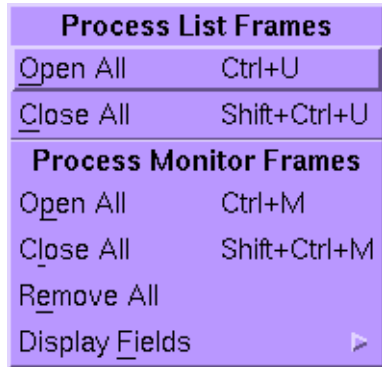 Process List Frames
Open All Ctrl+U
Close All Shift+Ctrl+U
Process Monitor Frames
Open All Ctrl+M
Close All Shift+Ctrl+M
Remove All
Display Fields